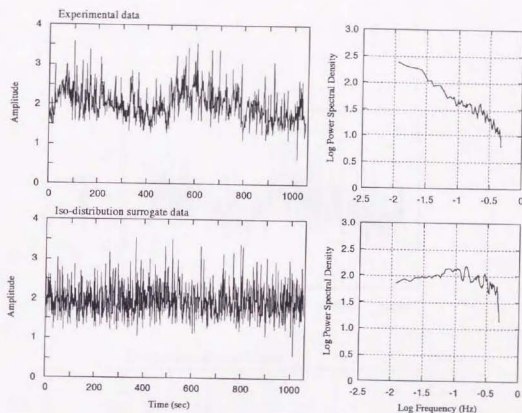 Experimental data
Amplitude
4
3
2
1
0
0 200 400 600 800 1000
Log Power Spectral Density
3.0
2.5
2.0
1.5
1.0
0.5
0
-2.5 -2 -1.5 -1 -0.5 0
Iso-distribution surrogate data
Amplitude
4
3
2
1
0
0 200 400 600 800 1000
Time (sec)
Log Power Spectral Density
3.0
2.5
2.0
1.5
1.0
0.5
0
-2.5 -2 -1.5 -1 -0.5 0
Log Frequency (Hz)